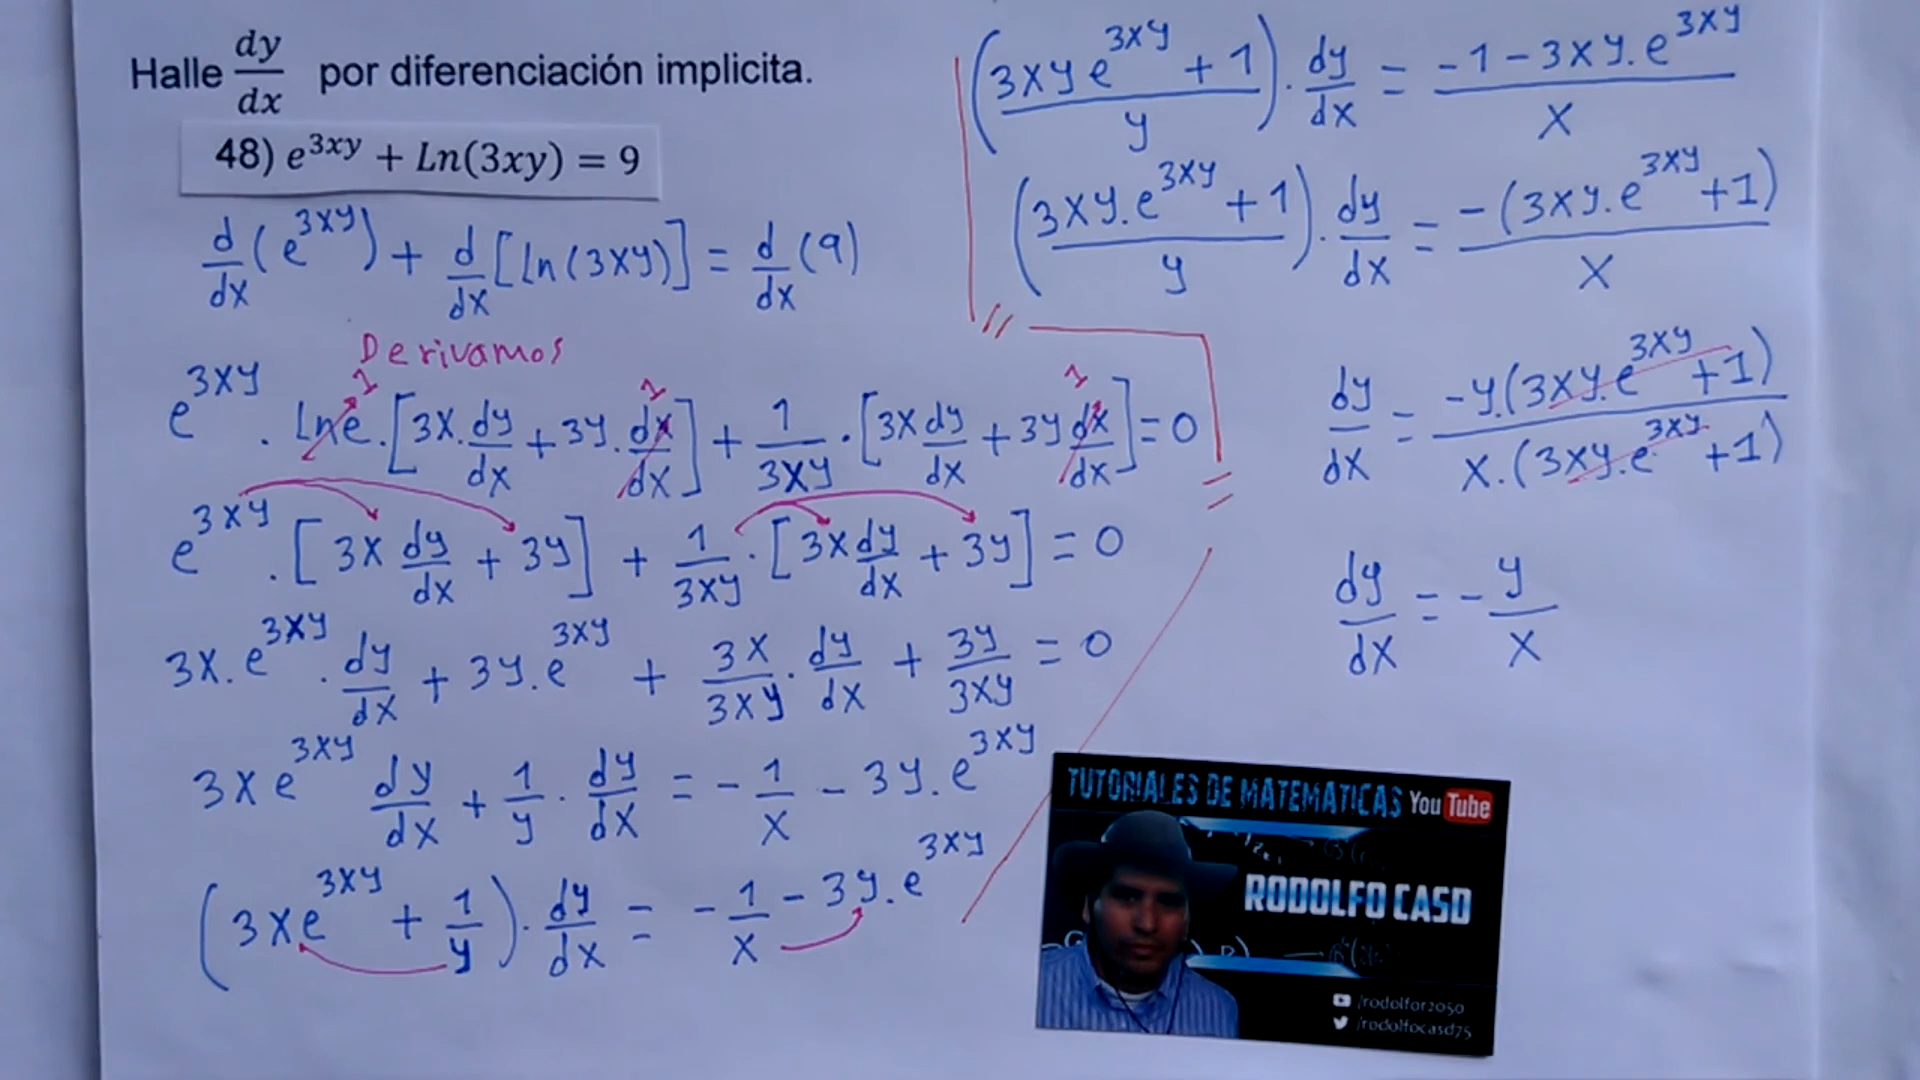 Halle dy/dx por diferenciación implicita.
48) e^{3xy} + Ln(3xy) = 9
d/dx (e^{3xy}) + d/dx [ln(3xy)] = d/dx (9)
Derivamos
e^{3xy} . Lne^1 . [3x . dy/dx + 3y . dx/dx^1] + 1/3xy . [3x dy/dx + 3y dx/dx^1] = 0
e^{3xy} . [3x dy/dx + 3y] + 1/3xy . [3x dy/dx + 3y] = 0
3x . e^{3xy} . dy/dx + 3y . e^{3xy} + 3x/3xy . dy/dx + 3y/3xy = 0
3x e^{3xy} dy/dx + 1/y . dy/dx = - 1/x - 3y . e^{3xy}
(3xe^{3xy} + 1/y) . dy/dx = - 1/x - 3y . e^{3xy}
((3xy e^{3xy} + 1)/y) . dy/dx = (-1 - 3xy . e^{3xy})/x
((3xy . e^{3xy} + 1)/y) . dy/dx = -(3xy . e^{3xy} + 1)/x
dy/dx = -y . (3xy . e^{3xy} + 1)/x . (3xy . e^{3xy} + 1)
dy/dx = - y/x
TUTORIALES DE MATEMATICAS YouTube
RODOLFO CASD
/rodolfor2050
/rodolfocasd75